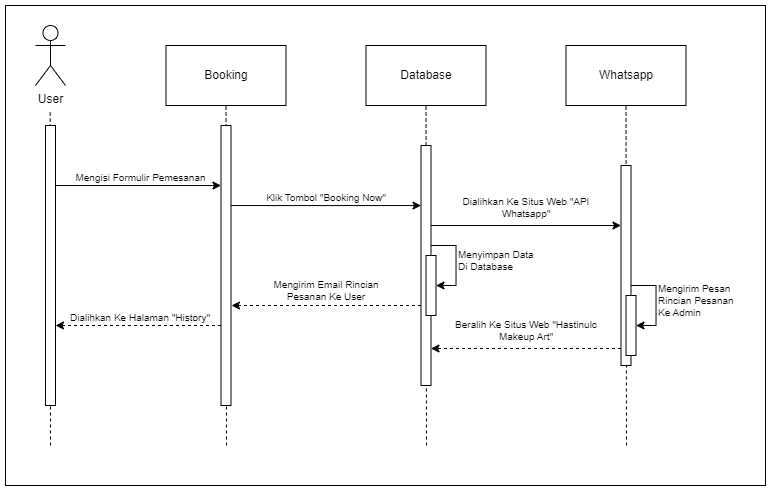 User
Booking
Database
Whatsapp
Mengisi Formulir Pemesanan
Klik Tombol "Booking Now"
Dialihkan Ke Situs Web "API
Whatsapp"
Menyimpan Data
Di Database
Mengirim Email Rincian
Pesanan Ke User
Mengirim Pesan
Rincian Pesanan
Ke Admin
Dialihkan Ke Halaman "History"
Beralih Ke Situs Web "Hastinulc
Makeup Art"